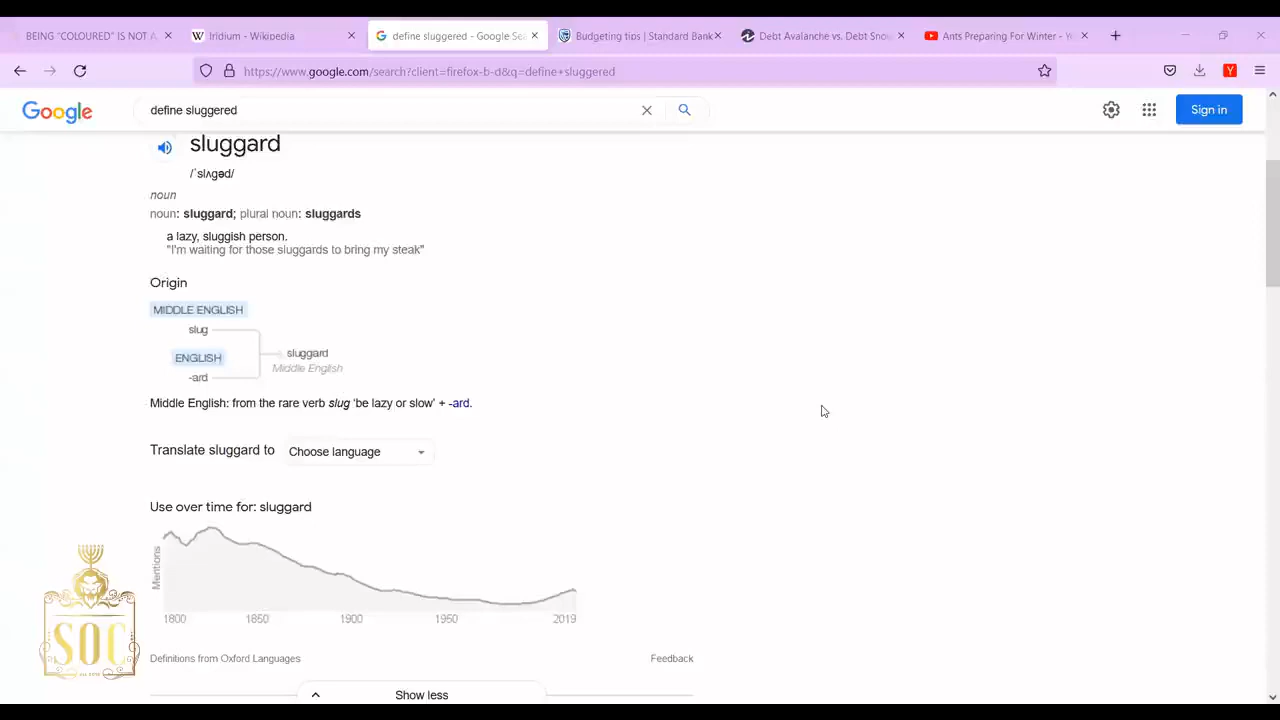 BEING "COLOURED" IS NOT A
Iridium - Wikipedia
define sluggered - Google Sea
Budgeting tips | Standard Bank
Debt Avalanche vs. Debt Snow
Ants Preparing For Winter - W
https://www.google.com/search?client=firefox-b-d&q=define+sluggered
Google
define sluggered
Sign in
sluggard
/ˈslʌɡəd/
noun
noun: sluggard; plural noun: sluggards
a lazy, sluggish person.
"I'm waiting for those sluggards to bring my steak"
Origin
MIDDLE ENGLISH
slug
ENGLISH
sluggard
Middle English
-ard
Middle English: from the rare verb slug 'be lazy or slow' + -ard.
Translate sluggard to
Choose language
Use over time for: sluggard
Mentions
1800
1850
1900
1950
2019
SOC
Definitions from Oxford Languages
Feedback
Show less